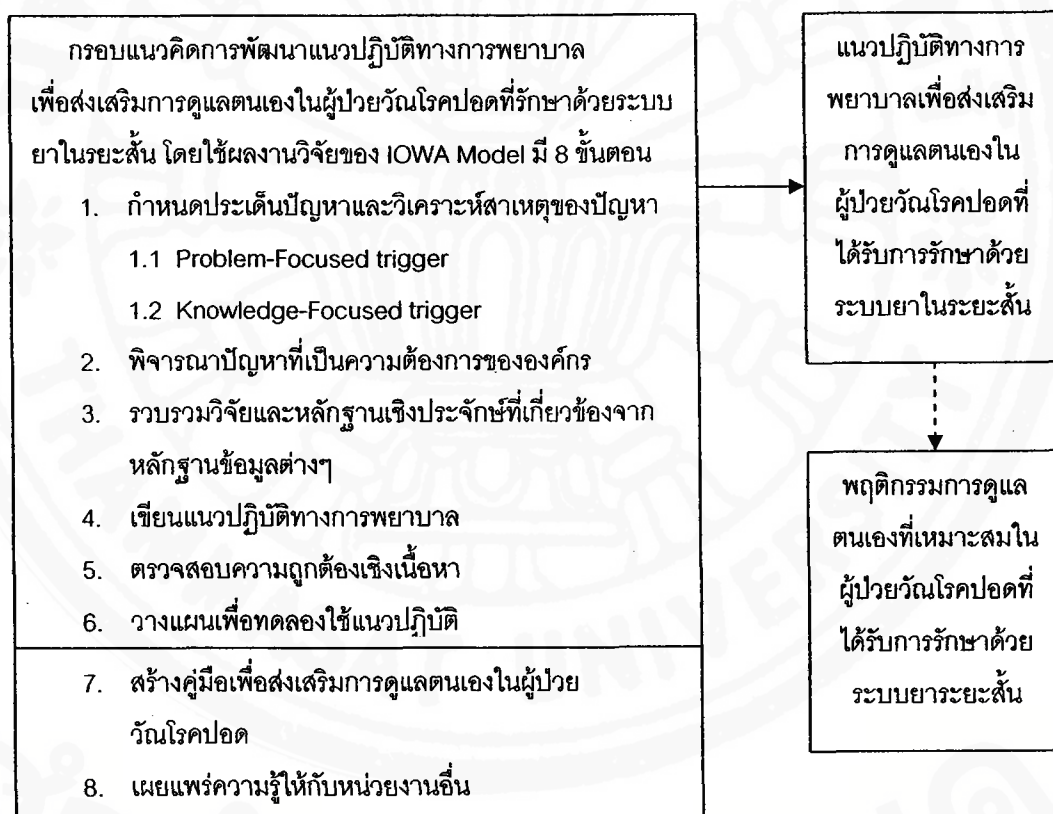 กรอบแนวคิดการพัฒนาแนวปฏิบัติทางการพยาบาล
เพื่อส่งเสริมการดูแลตนเองในผู้ป่วยวัณโรคปอดที่รักษาด้วยระบบ
ยาในรยะสั้น โดยใช้ผลงานวิจัยของ IOWA Model มี 8 ขั้นตอน
1. กำหนดประเด็นปัญหาและวิเคราะห์สาเหตุของปัญหา
1.1 Problem-Focused trigger
1.2 Knowledge-Focused trigger
2. พิจารณาปัญหาที่เป็นความต้องการขององค์กร
3. รวบรวมวิจัยและหลักฐานเชิงประจักษ์ที่เกี่ยวข้องจาก
หลักฐานข้อมูลต่างๆ
4. เขียนแนวปฏิบัติทางการพยาบาล
5. ตรวจสอบความถูกต้องเชิงเนื้อหา
6. วางแผนเพื่อทดลองใช้แนวปฏิบัติ
7. สร้างคู่มือเพื่อส่งเสริมการดูแลตนเองในผู้ป่วย
วัณโรคปอด
8. เผยแพร่ความรู้ให้กับหน่วยงานอื่น
แนวปฏิบัติทางการ
พยาบาลเพื่อส่งเสริม
การดูแลตนเองใน
ผู้ป่วยวัณโรคปอดที่
ได้รับการรักษาด้วย
ระบบยาในระยะสั้น
พฤติกรรมการดูแล
ตนเองที่เหมาะสมใน
ผู้ป่วยวัณโรคปอดที่
ได้รับการรักษาด้วย
ระบบยาระยะสั้น